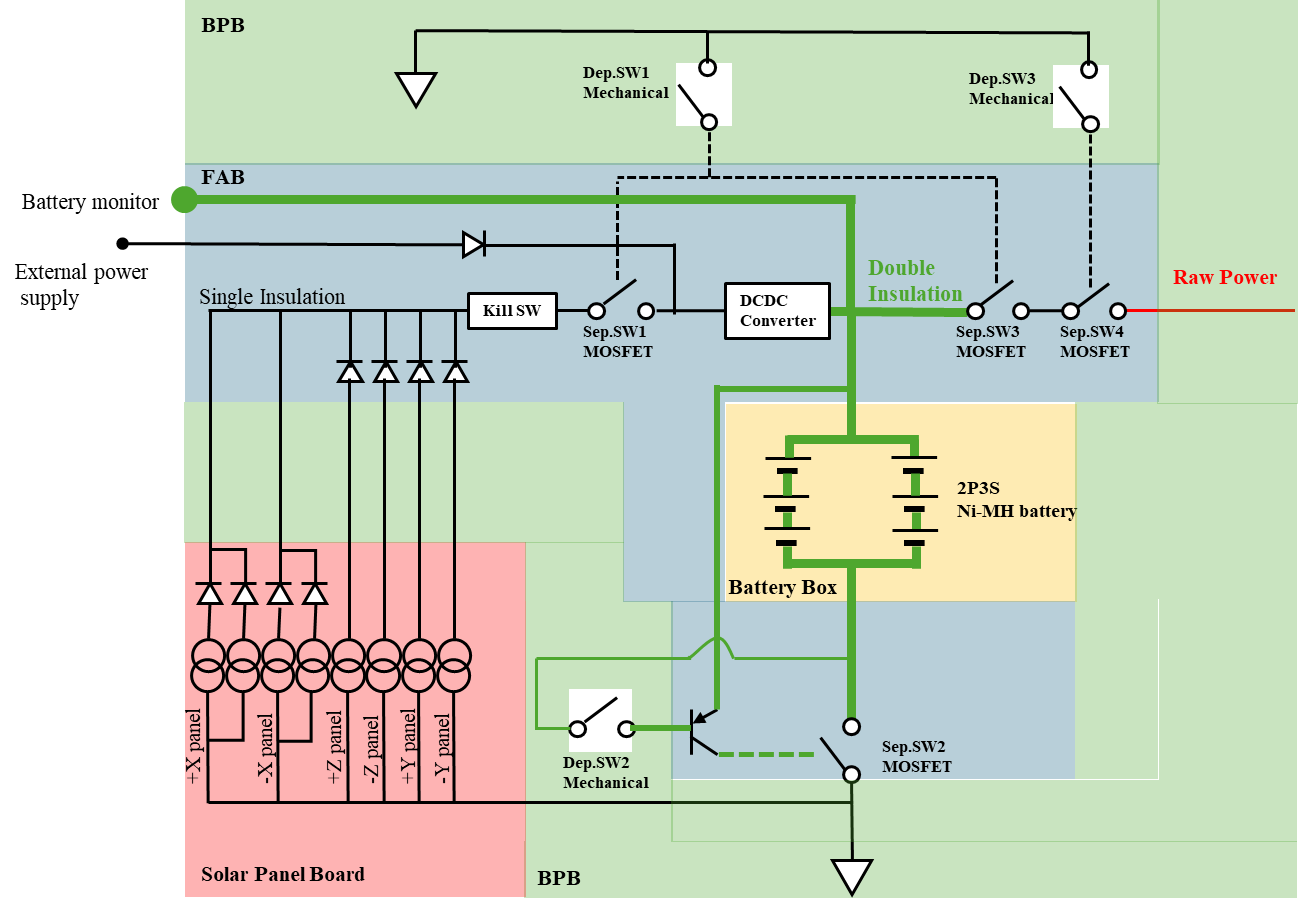 BPB
Dep.SW1
Mechanical
Dep.SW3
Mechanical
FAB
Battery monitor
External power
supply
Double
Insulation
Raw Power
Single Insulation
Kill SW
DCDC
Converter
Sep.SW1
MOSFET
Sep.SW3
MOSFET
Sep.SW4
MOSFET
2P3S
Ni-MH battery
Battery Box
+X panel
-X panel
+Z panel
-Z panel
+Y panel
-Y panel
Dep.SW2
Mechanical
Sep.SW2
MOSFET
Solar Panel Board
BPB